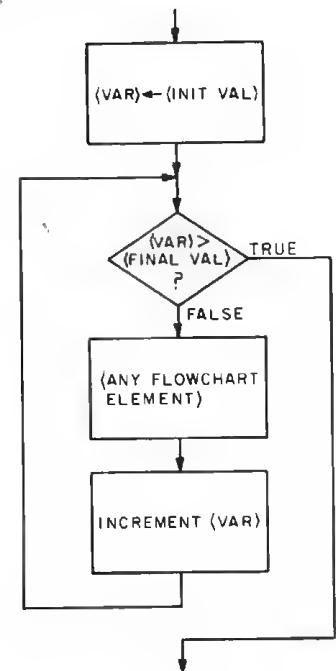 ⟨VAR⟩←⟨INIT VAL⟩
⟨VAR⟩>
⟨FINAL VAL⟩
?
TRUE
FALSE
⟨ANY FLOWCHART
ELEMENT⟩
INCREMENT ⟨VAR⟩